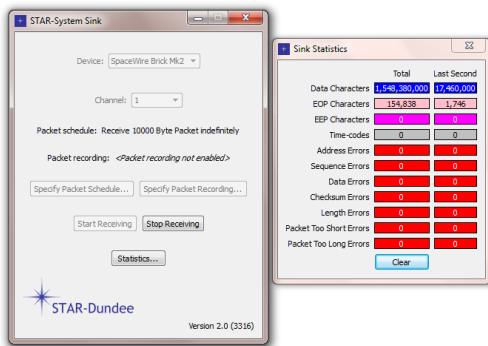 STAR-System Sink
Device: SpaceWire Brick Mk2
Channel: 1
Packet schedule: Receive 10000 Byte Packet indefinitely
Packet recording: <Packet recording not enabled>
Specify Packet Schedule... Specify Packet Recording...
Start Receiving Stop Receiving
Statistics...
STAR-Dundee
Version 2.0 (3316)
Sink Statistics
Total Last Second
Data Characters 1,548,380,000 17,460,000
EOP Characters 154,838 1,746
EEP Characters 0 0
Time-codes 0 0
Address Errors 0 0
Sequence Errors 0 0
Data Errors 0 0
Checksum Errors 0 0
Length Errors 0 0
Packet Too Short Errors 0 0
Packet Too Long Errors 0 0
Clear